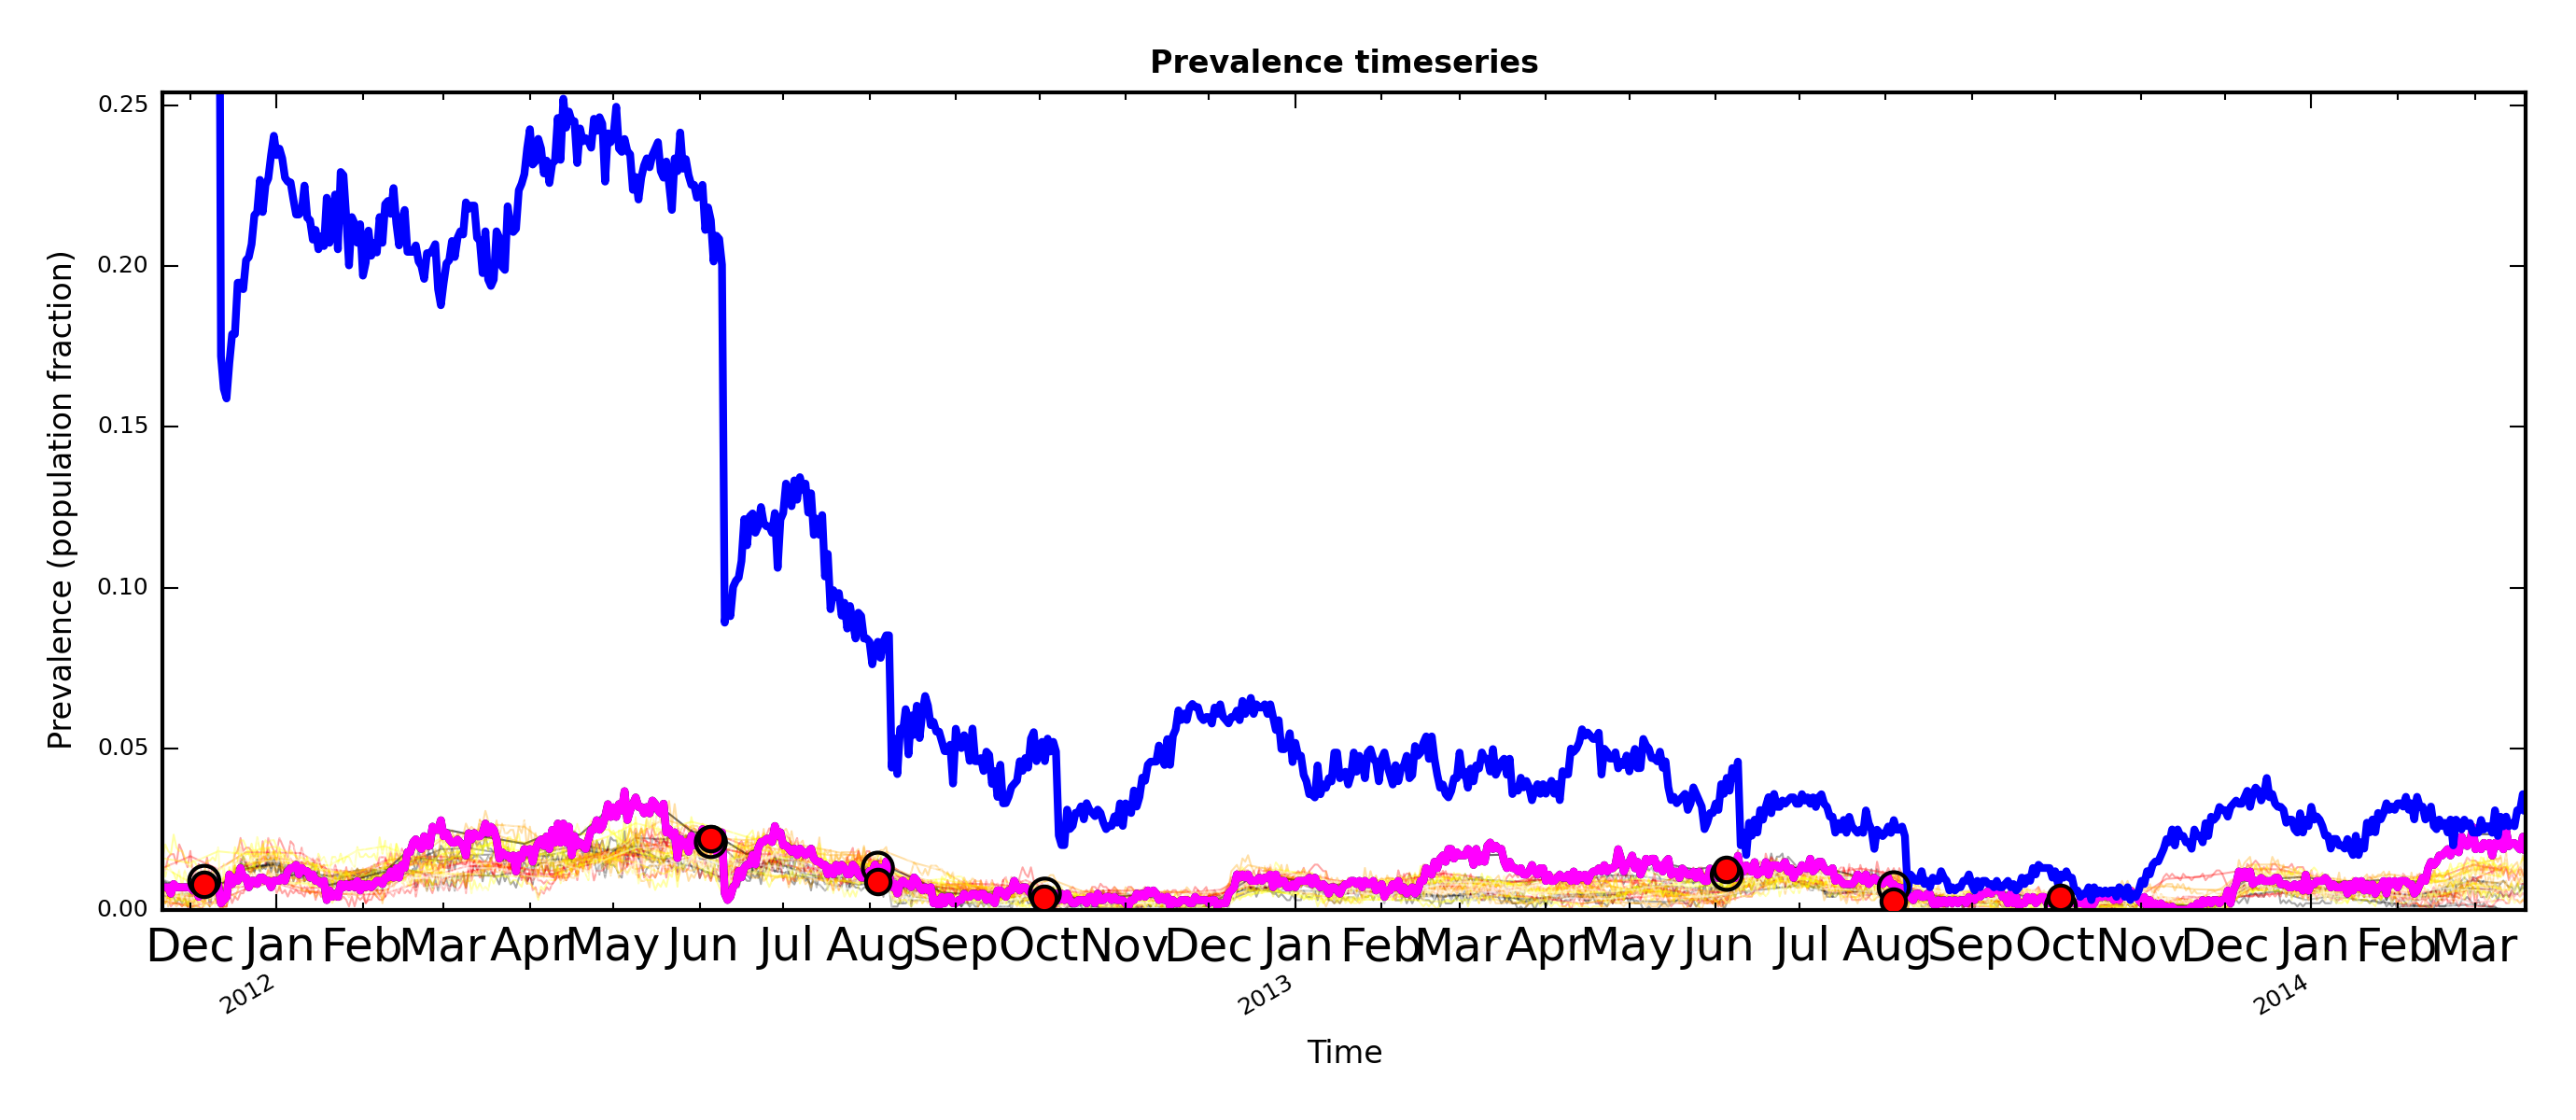 Prevalence timeseries
Prevalence (population fraction)
0.25
0.20
0.15
0.10
0.05
0.00
Dec Jan Feb Mar Apr May Jun Jul Aug Sep Oct Nov Dec Jan Feb Mar Apr May Jun Jul Aug Sep Oct Nov Dec Jan Feb Mar
2012 2013 2014
Time